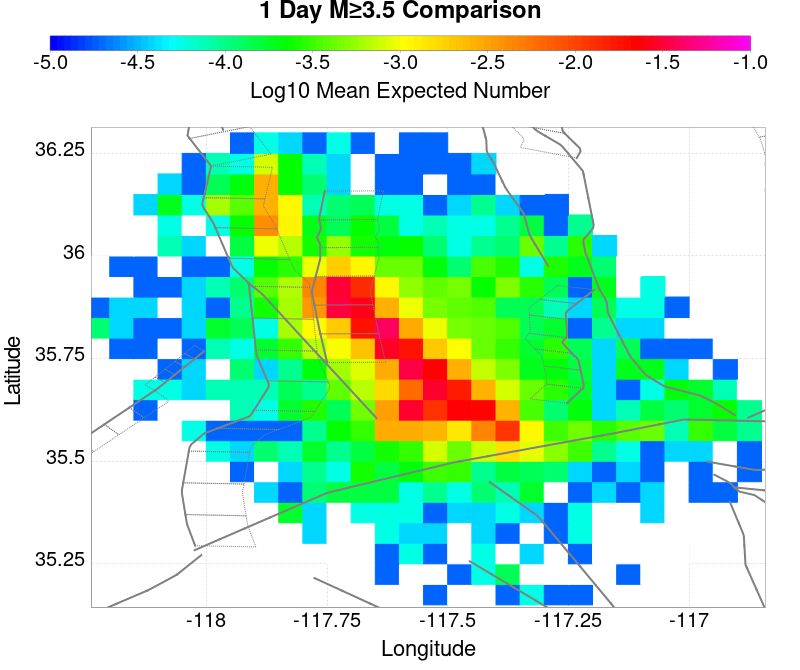 1 Day M≥3.5 Comparison
-5.0 -4.5 -4.0 -3.5 -3.0 -2.5 -2.0 -1.5 -1.0
Log10 Mean Expected Number
36.25
36
35.75
35.5
35.25
Latitude
-118 -117.75 -117.5 -117.25 -117
Longitude